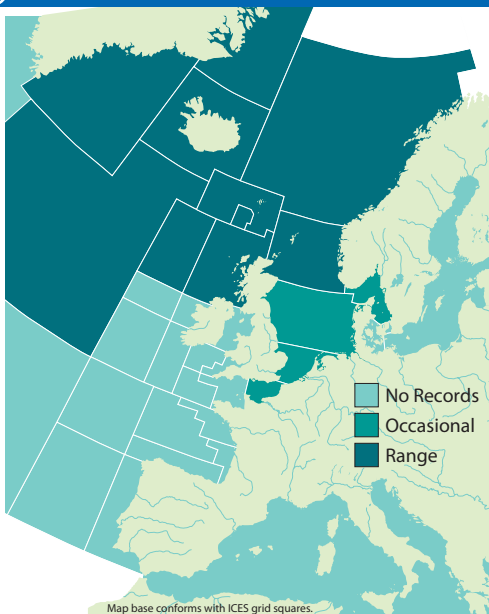 No Records
Occasional
Range
Map base conforms with ICES grid squares.